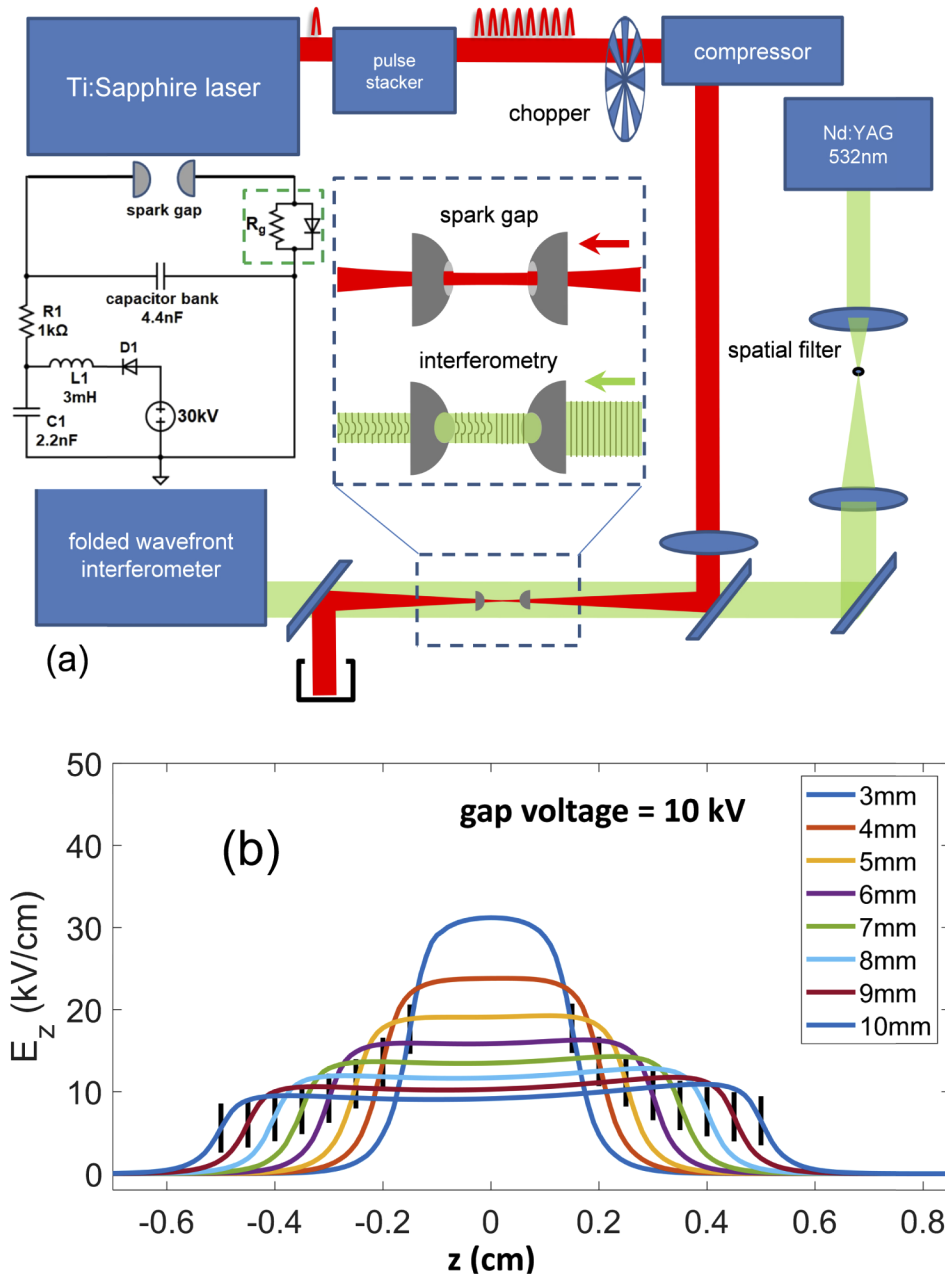 Ti:Sapphire laser
pulse
stacker
chopper
compressor
Nd:YAG
532nm
spark gap
Rg
capacitor bank
4.4nF
R1
1kΩ
L1
3mH
D1
C1
2.2nF
30kV
spark gap
interferometry
spatial filter
folded wavefront
interferometer
(a)
(b)
gap voltage = 10 kV
3mm
4mm
5mm
6mm
7mm
8mm
9mm
10mm
E_z (kV/cm)
50
40
30
20
10
0
-0.6 -0.4 -0.2 0 0.2 0.4 0.6 0.8
z (cm)